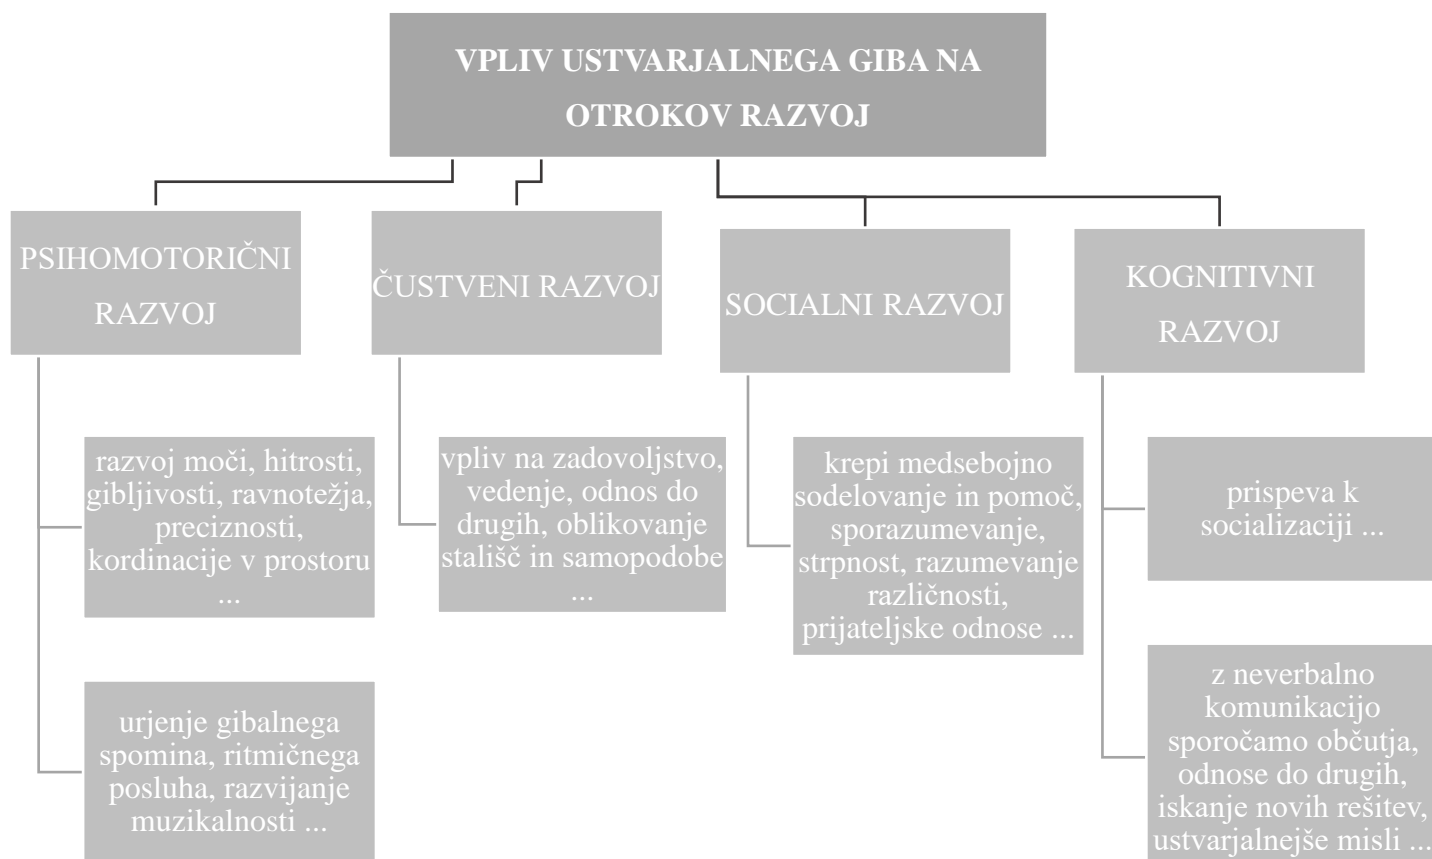 VPLIV USTVARJALNEGA GIBA NA
OTROKOV RAZVOJ
PSIHOMOTORIČNI
RAZVOJ
razvoj moči, hitrosti,
gibljivosti, ravnotežja,
preciznosti,
kordinacije v prostoru
...
urjenje gibalnega
spomina, ritmičnega
posluha, razvijanje
muzikalnosti ...
ČUSTVENI RAZVOJ
vpliv na zadovoljstvo,
vedenje, odnos do
drugih, oblikovanje
stališč in samopodobe
...
SOCIALNI RAZVOJ
krepi medsebojno
sodelovanje in pomoč,
sporazumevanje,
strpnost, razumevanje
različnosti,
prijateljske odnose ...
KOGNITIVNI
RAZVOJ
prispeva k
socializaciji ...
z neverbalno
komunikacijo
sporočamo občutja,
odnose do drugih,
iskanje novih rešitev,
ustvarjalnejše misli ...